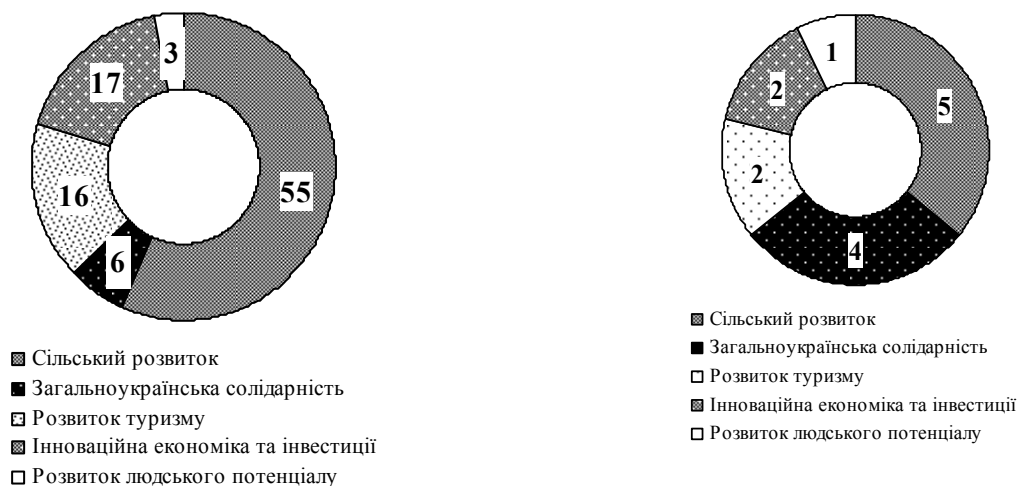 3
17
55
16
6
Сільський розвиток
Загальноукраїнська солідарність
Розвиток туризму
Інноваційна економіка та інвестиції
Розвиток людського потенціалу
1
2
5
2
4
Сільський розвиток
Загальноукраїнська солідарність
Розвиток туризму
Інноваційна економіка та інвестиції
Розвиток людського потенціалу